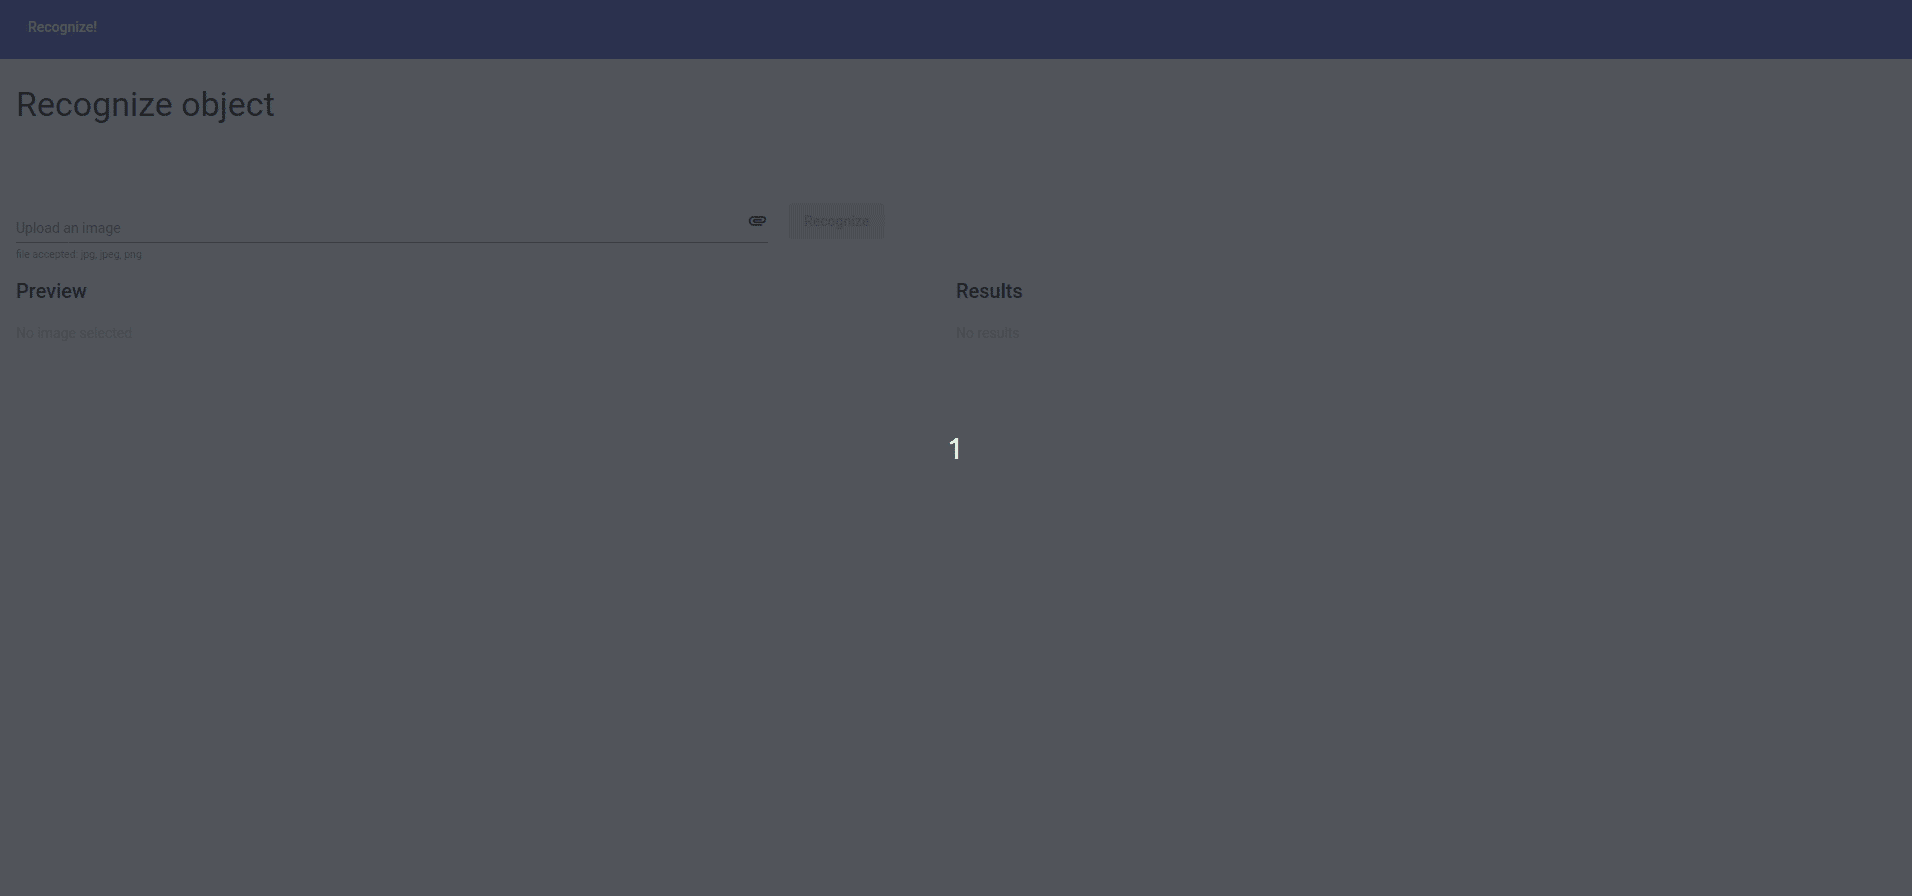 Recognize!
Recognize object
Upload an image
Recognize
file accepted: jpg, jpeg, png
Preview
Results
No image selected
No results
1